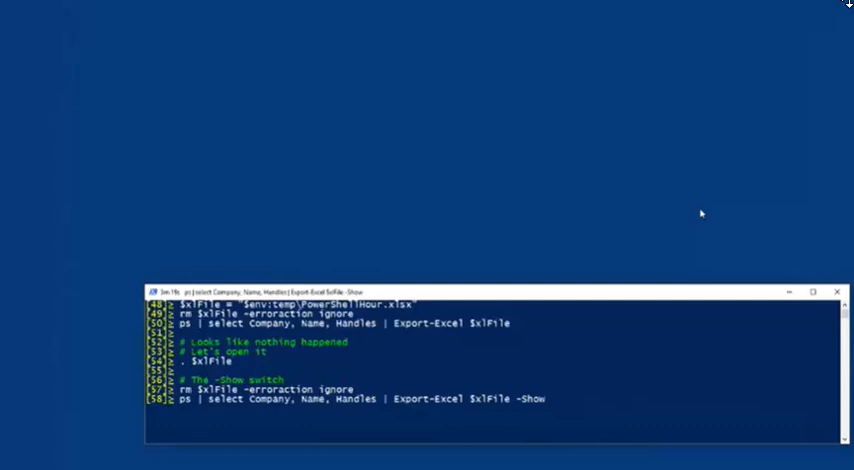 3m 19s ps | select Company, Name, Handles | Export-Excel $xlFile -Show
[48]≥ $xlFile = "$env:temp\PowerShellHour.xlsx"
[49]≥ rm $xlFile -erroraction ignore
[50]≥ ps | select Company, Name, Handles | Export-Excel $xlFile
[51]≥
[52]≥ # Looks like nothing happened
[53]≥ # Let's open it
[54]≥ . $xlFile
[55]≥
[56]≥ # The -Show switch
[57]≥ rm $xlFile -erroraction ignore
[58]≥ ps | select Company, Name, Handles | Export-Excel $xlFile -Show